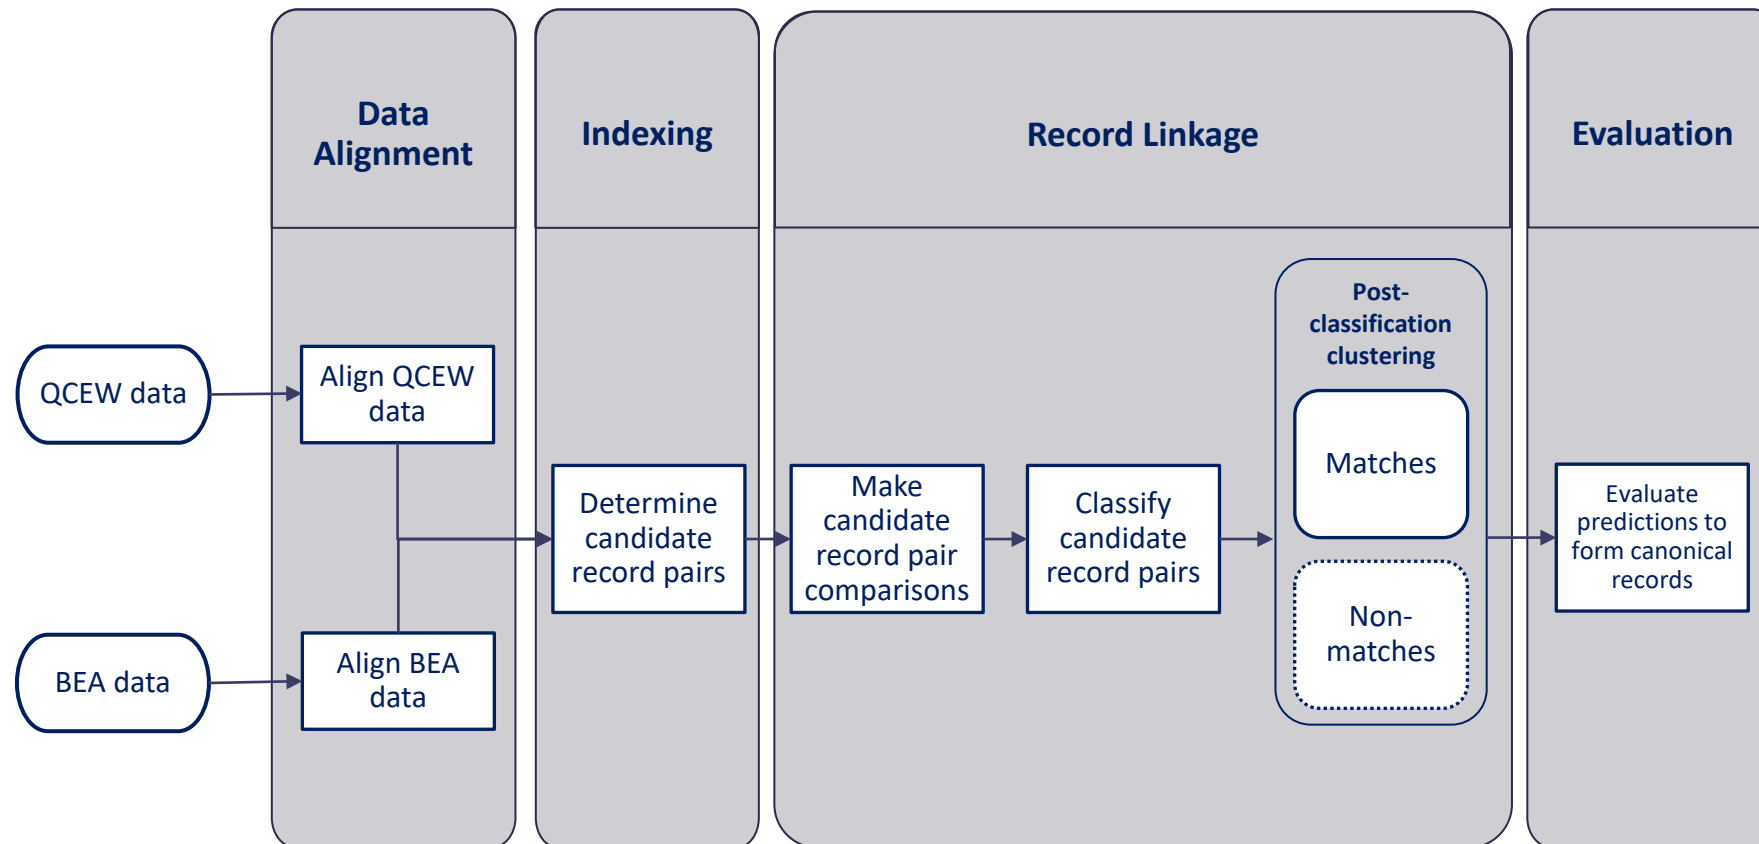 Data
Alignment
Indexing
Record Linkage
Evaluation
QCEW data
BEA data
Align QCEW
data
Align BEA
data
Determine
candidate
record pairs
Make
candidate
record pair
comparisons
Classify
candidate
record pairs
Post-
classification
clustering
Matches
Non-
matches
Evaluate
predictions to
form canonical
records